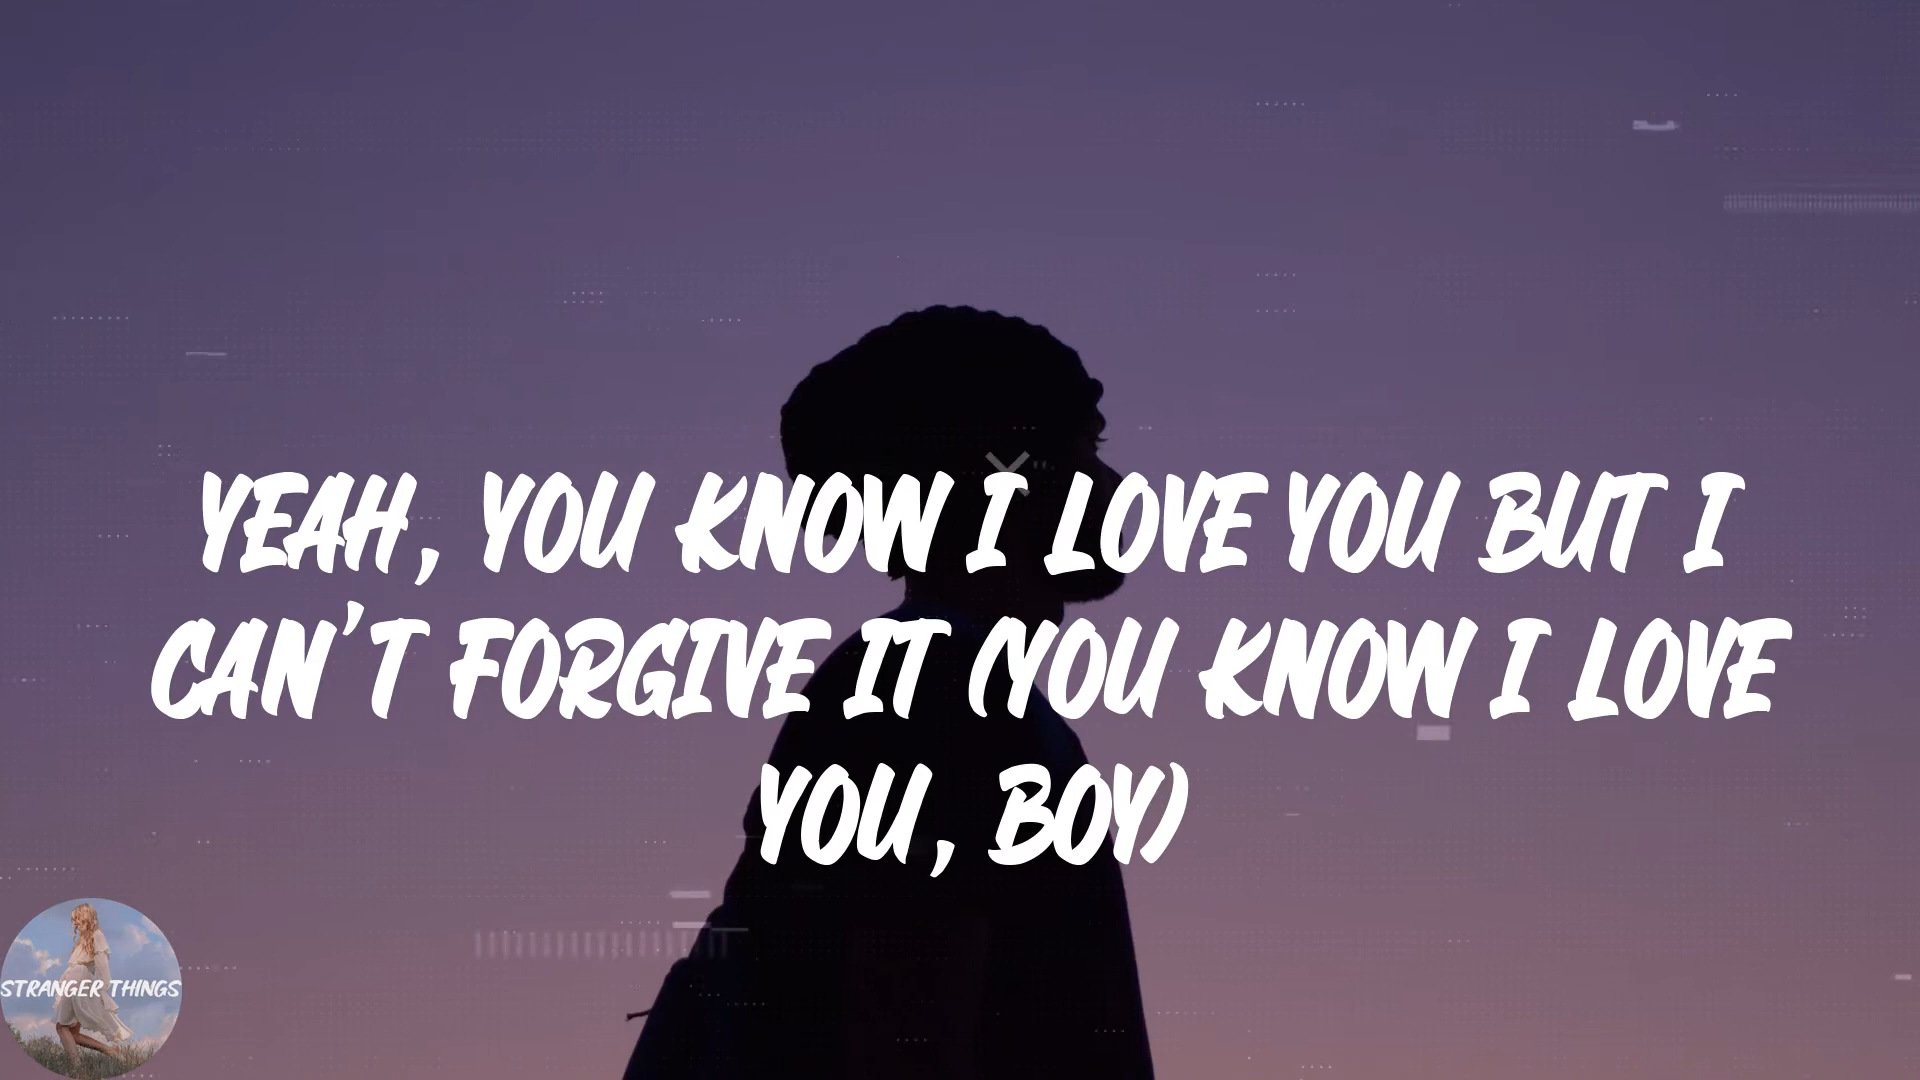 YEAH, YOU KNOW I LOVE YOU BUT I
CAN'T FORGIVE IT (YOU KNOW I LOVE
YOU, BOY)
STRANGER THINGS